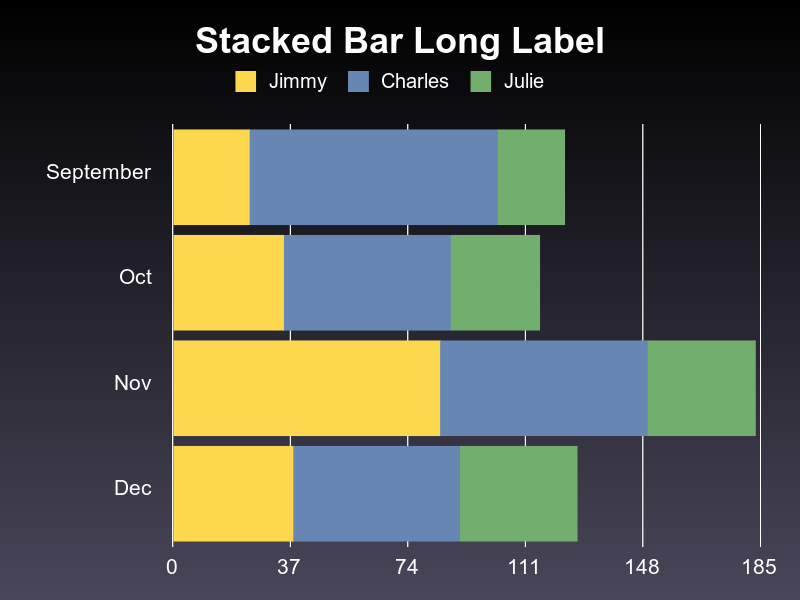 Stacked Bar Long Label
Jimmy Charles Julie
September
Oct
Nov
Dec
0 37 74 111 148 185